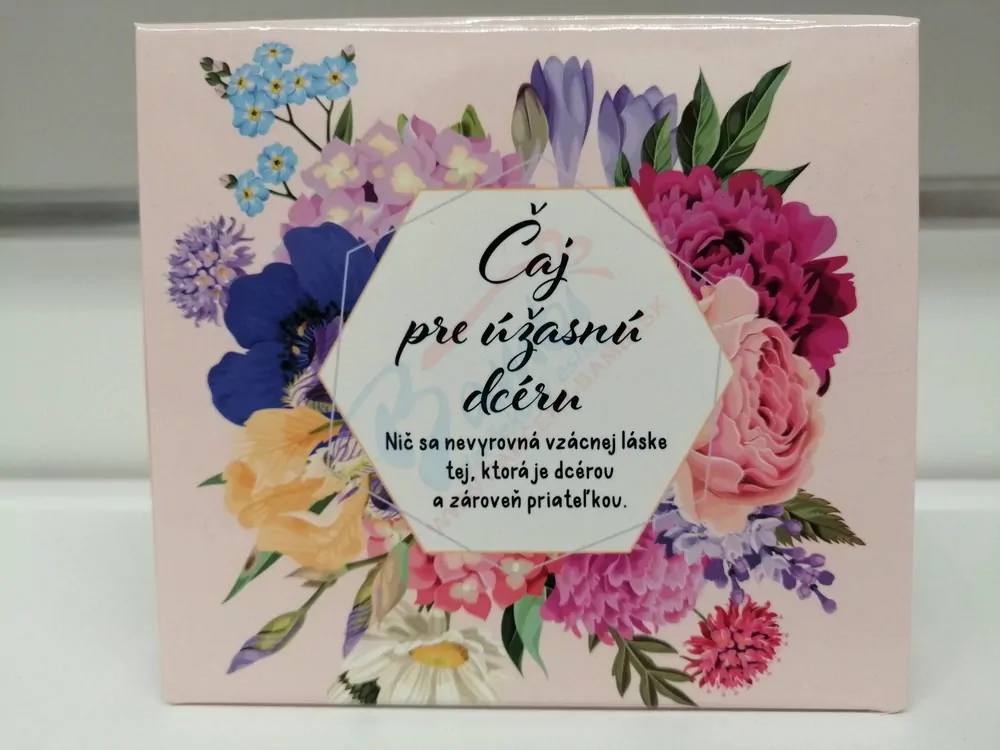 Čaj
pre úžasnú
dcéru
Nič sa nevyrovná vzácnej láske
tej, ktorá je dcérou
a zároveň priateľkou.